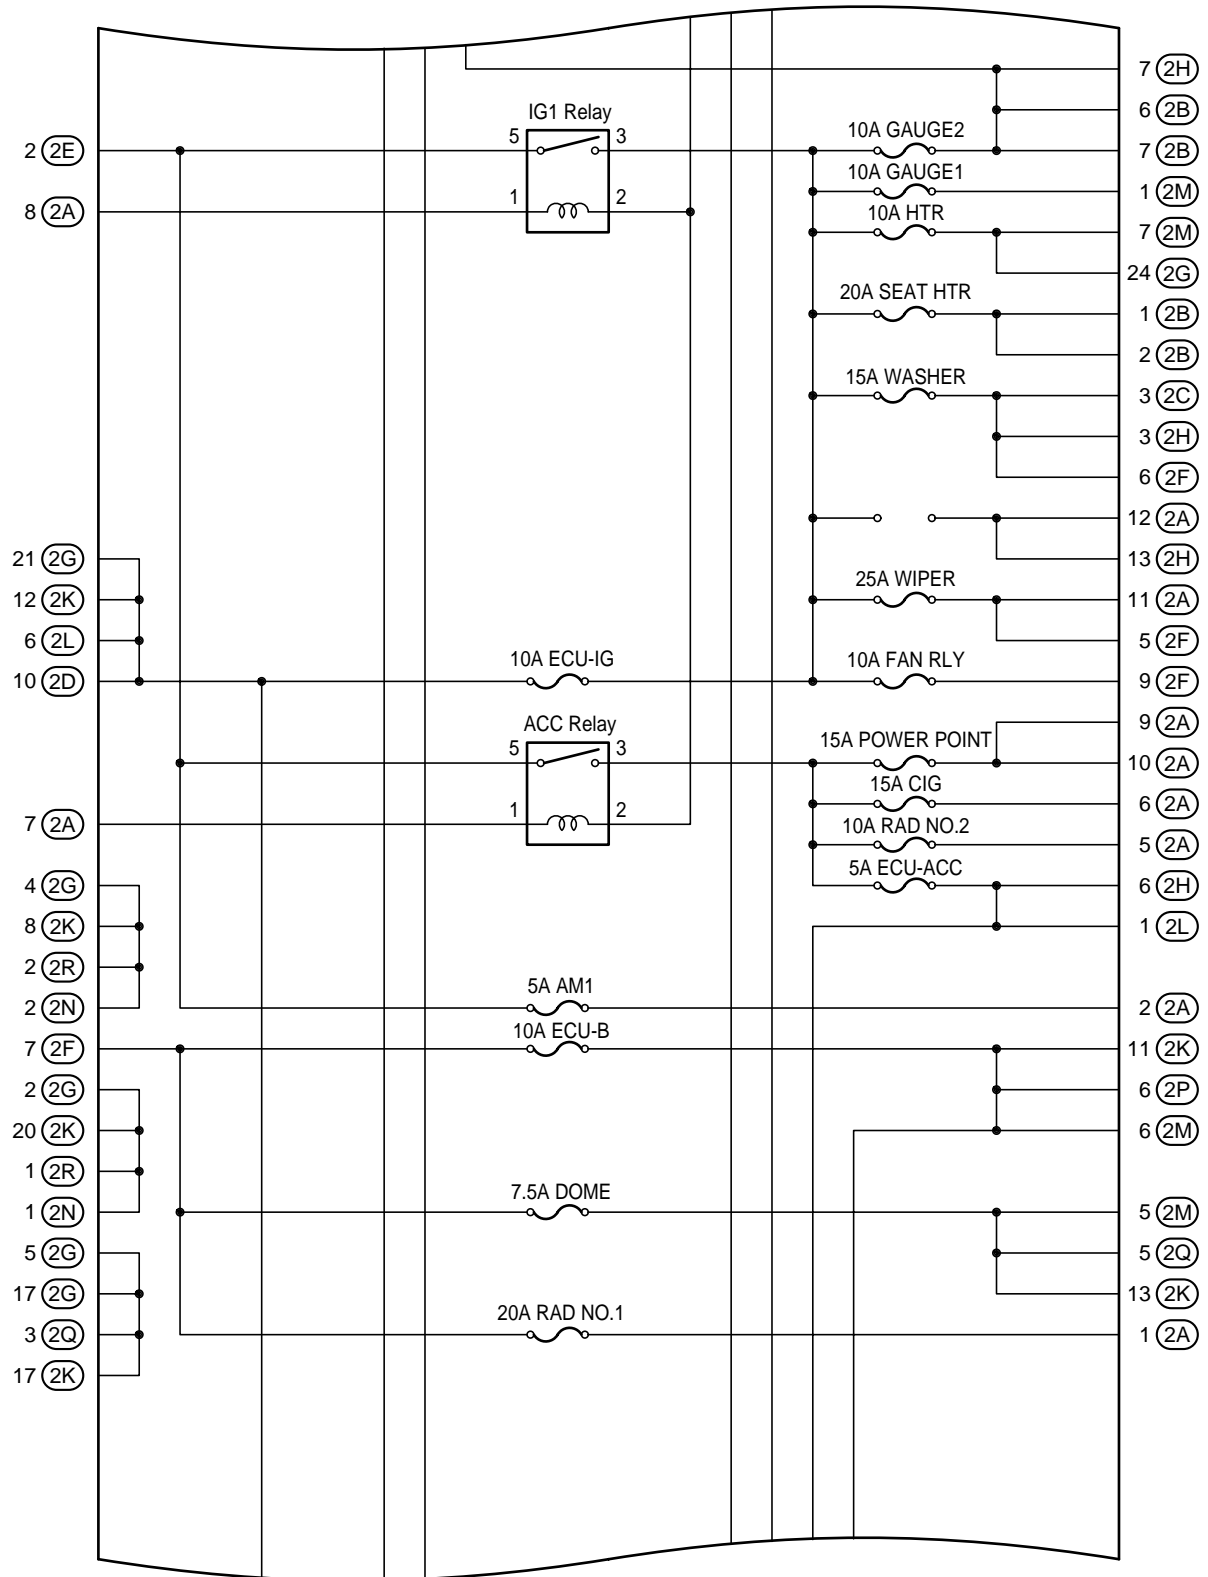 7 2H
IG1 Relay
6 2B
10A GAUGE2
5 3
2 2E
7 2B
10A GAUGE1
1 2M
1 2
10A HTR
8 2A
7 2M
24 2G
20A SEAT HTR
1 2B
2 2B
15A WASHER
3 2C
3 2H
6 2F
12 2A
21 2G
13 2H
25A WIPER
12 2K
11 2A
6 2L
5 2F
10A ECU-IG
10A FAN RLY
10 2D
9 2F
ACC Relay
9 2A
5 3
15A POWER POINT
10 2A
15A CIG
6 2A
1 2
7 2A
10A RAD NO.2
5 2A
5A ECU-ACC
4 2G
6 2H
8 2K
1 2L
2 2R
5A AM1
2 2N
2 2A
10A ECU-B
7 2F
11 2K
2 2G
6 2P
20 2K
6 2M
1 2R
7.5A DOME
1 2N
5 2M
5 2G
5 2Q
17 2G
13 2K
20A RAD NO.1
3 2Q
1 2A
17 2K